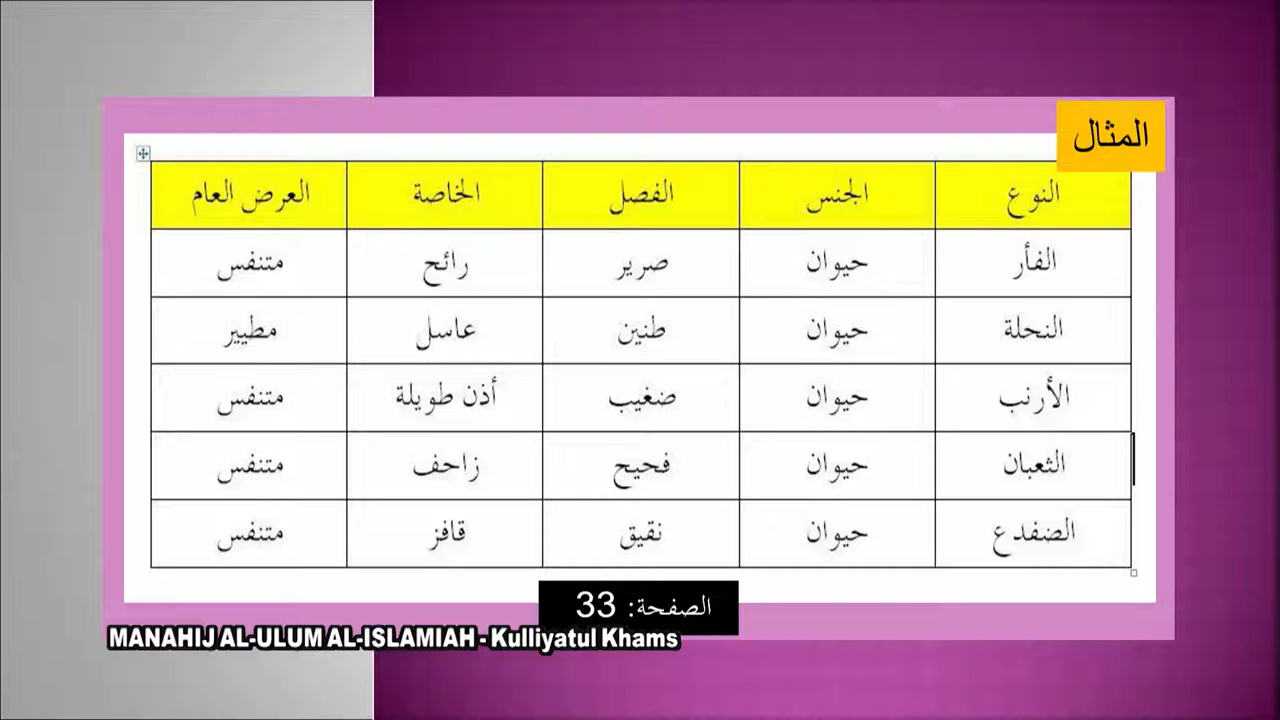 المثال
النوع الجنس الفصل الخاصة العرض العام
الفأر حيوان صرير رائح متنفس
النحلة حيوان طنين عاسل مطيير
الأرنب حيوان ضغيب أذن طويلة متنفس
الثعبان حيوان فحيح زاحف متنفس
الضفدع حيوان نقيق قافز متنفس
الصفحة: 33
MANAHIJ AL-ULUM AL-ISLAMIAH - Kulliyatul Khams